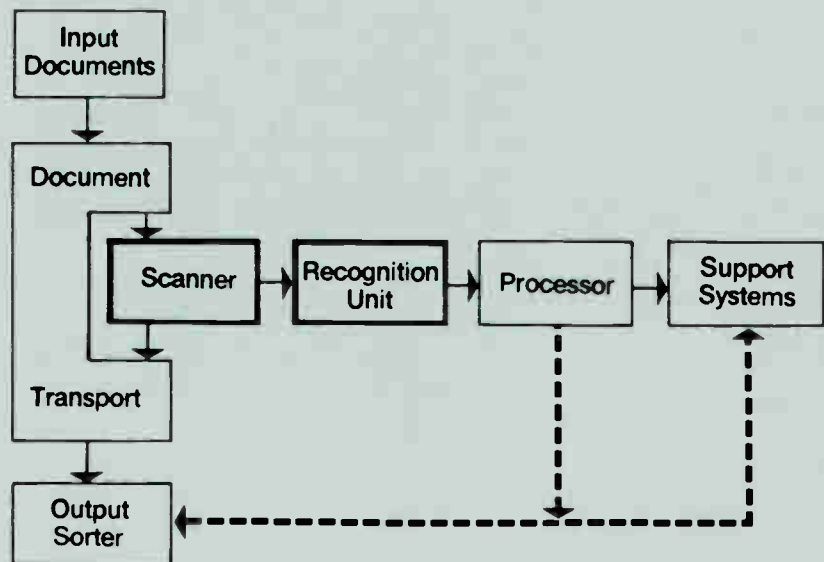 Input
Documents
Document
Scanner
Recognition
Unit
Processor
Support
Systems
Transport
Output
Sorter